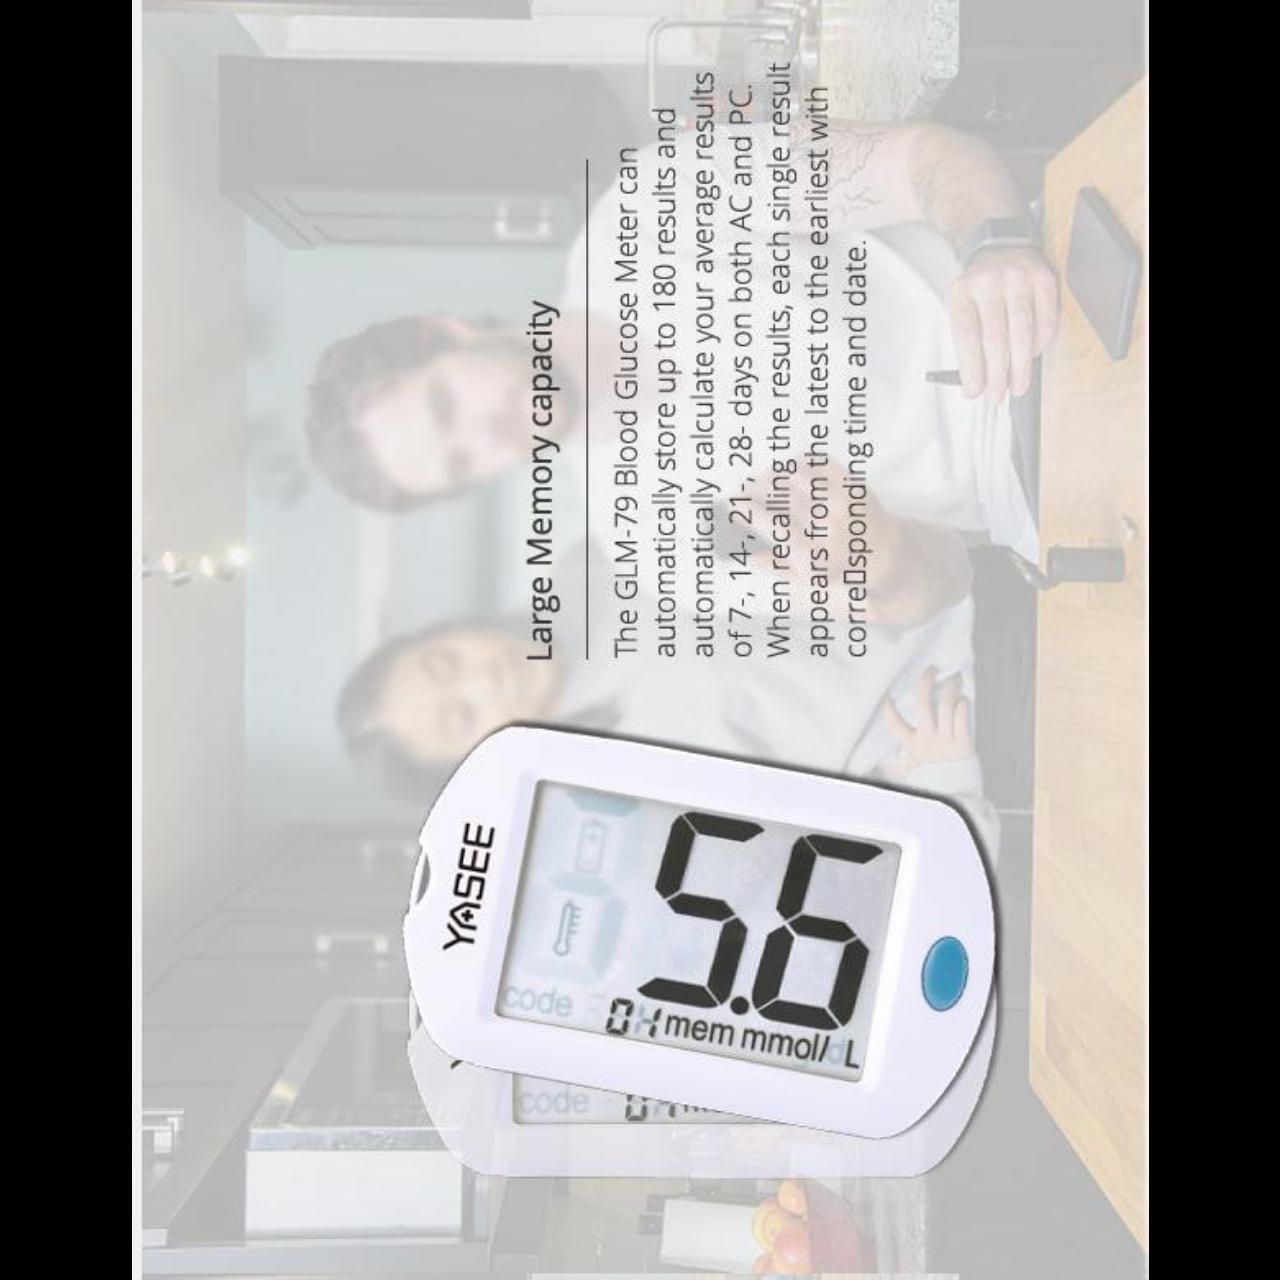 Large Memory capacity
The GLM-79 Blood Glucose Meter can
automatically store up to 180 results and
automatically calculate your average results
of 7-, 14-, 21-, 28- days on both AC and PC.
When recalling the results, each single result
appears from the latest to the earliest with
corre▯sponding time and date.
YASEE
code
5.6
04 mem mmol/dL
code